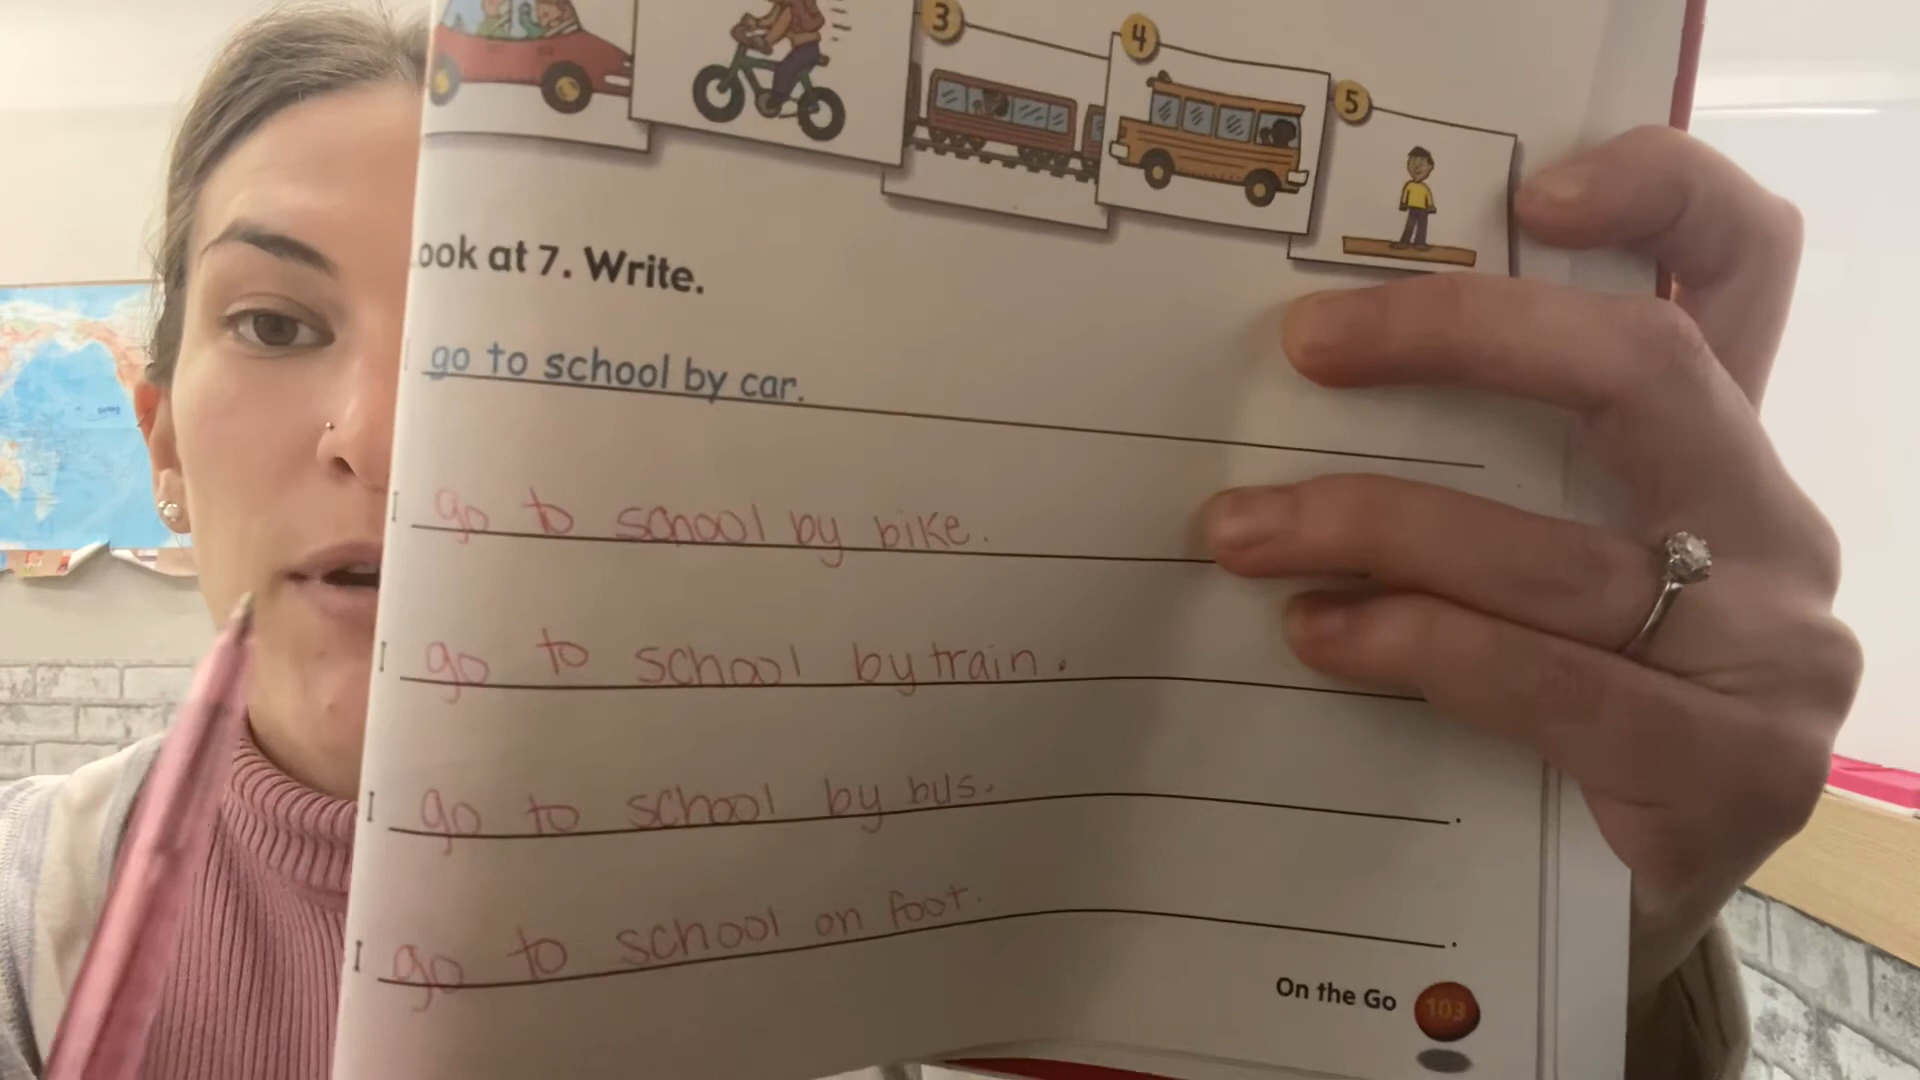 3
4
5
ook at 7. Write.
I go to school by car.
I go to school by bike.
I go to school by train.
I go to school by bus. .
I go to school on foot. .
On the Go 103